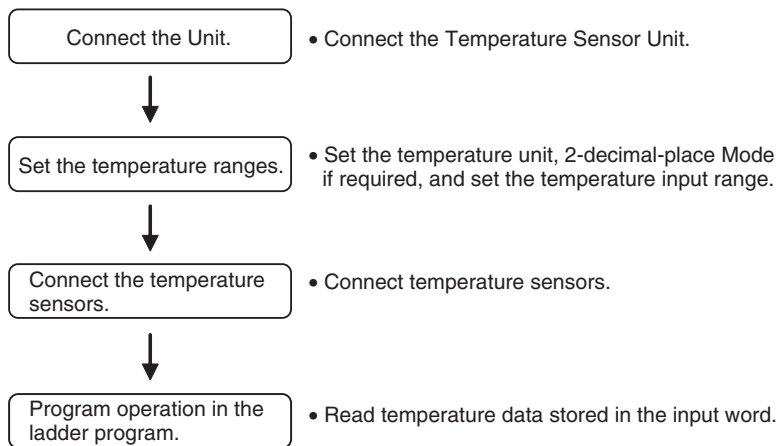 Connect the Unit.
• Connect the Temperature Sensor Unit.
Set the temperature ranges.
• Set the temperature unit, 2-decimal-place Mode
if required, and set the temperature input range.
Connect the temperature
sensors.
• Connect temperature sensors.
Program operation in the
ladder program.
• Read temperature data stored in the input word.